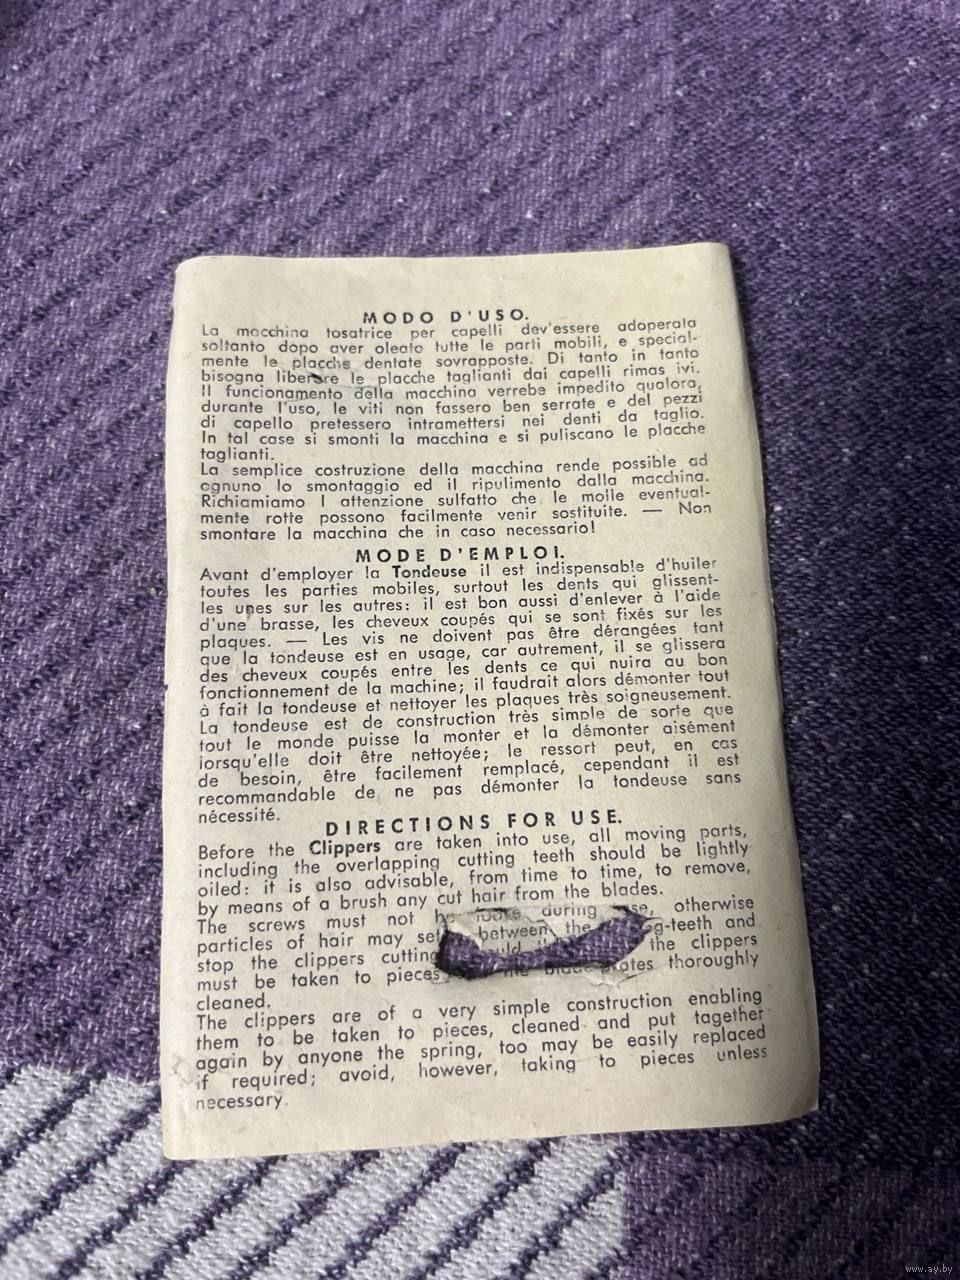 MODO D'USO.
La macchina tosatrice per capelli dev'essere adoperata
soltanto dopo aver oleato tutte le parti mobili, e special-
mente le placche dentate sovrapposte. Di tanto in tanto
bisogna liberare le placche taglianti dai capelli rimas ivi.
Il funzionamento della macchina verrebe impedito qualora,
durante l'uso, le viti non fassero ben serrate e del pezzi
di capello pretessero intramettersi nei denti da taglio.
In tal case si smonti la macchina e si puliscano le placche
taglianti.
La semplice costruzione della macchina rende possible ad
ognuno lo smontaggio ed il ripulimento dalla macchina.
Richiamiamo l attenzione sulfatto che le molle eventual-
mente rotte possono facilmente venir sostituite. — Non
smontare la macchina che in caso necessario!
MODE D'EMPLOI.
Avant d'employer la Tondeuse il est indispensable d'huiler
toutes les parties mobiles, surtout les dents qui glissent-
les unes sur les autres: il est bon aussi d'enlever à l'aide
d'une brasse, les cheveux coupés qui se sont fixés sur les
plaques. — Les vis ne doivent pas être dérangées tant
que la tondeuse est en usage, car autrement, il se glissera
des cheveux coupés entre les dents ce qui nuira au bon
fonctionnement de la machine; il faudrait alors démonter tout
à fait la tondeuse et nettoyer les plaques très soigneusement.
La tondeuse est de construction très simple de sorte que
tout le monde puisse la monter et la démonter aisément
lorsqu'elle doit être nettoyée; le ressort peut, en cas
de besoin, être facilement remplacé, cependant il est
recommandable de ne pas démonter la tondeuse sans
nécessité.
DIRECTIONS FOR USE.
Before the Clippers are taken into use, all moving parts,
including the overlapping cutting teeth should be lightly
oiled: it is also advisable, from time to time, to remove,
by means of a brush any cut hair from the blades.
The screws must not during otherwise
particles of hair may between the -teeth and
stop the clippers cutting the clippers
must be taken to pieces thoroughly
cleaned.
The clippers are of a very simple construction enabling
them to be taken to pieces, cleaned and put tagether
again by anyone the spring, too may be easily replaced
if required; avoid, however, taking to pieces unless
necessary.
www.ay.by